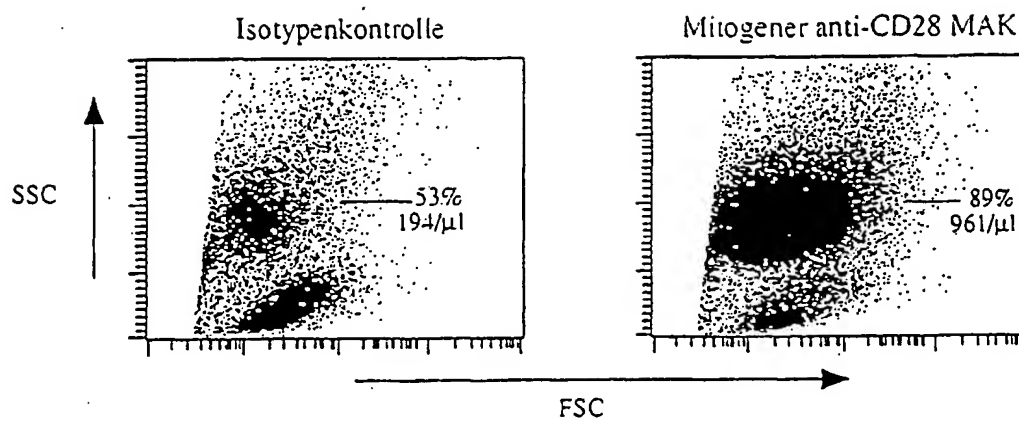 Isotypenkontrolle
Mitogener anti-CD28 MAK
SSC
53%
194/µl
89%
961/µl
FSC